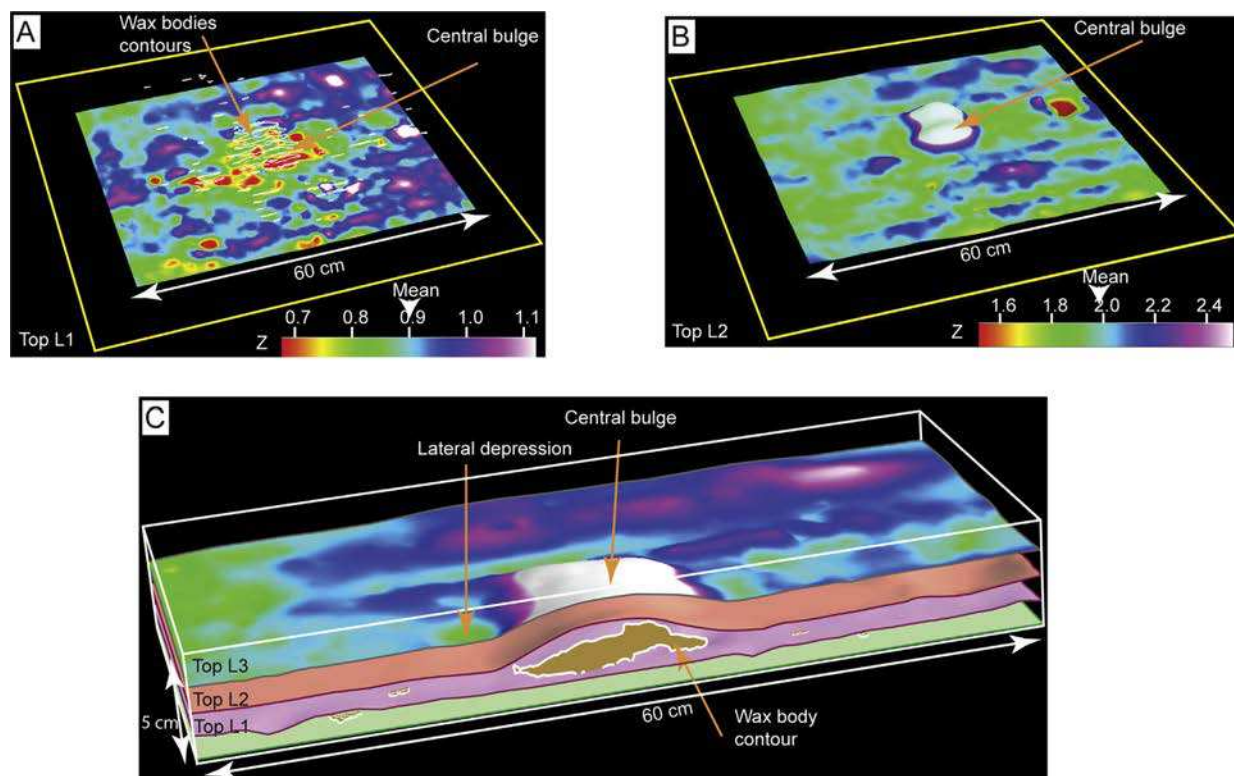 A
Wax bodies
contours
Central bulge
60 cm
Mean
0.7 0.8 0.9 1.0 1.1
Z
Top L1
B
Central bulge
60 cm
Mean
1.6 1.8 2.0 2.2 2.4
Z
Top L2
C
Central bulge
Lateral depression
Top L3
Top L2
Top L1
5 cm
60 cm
Wax body
contour